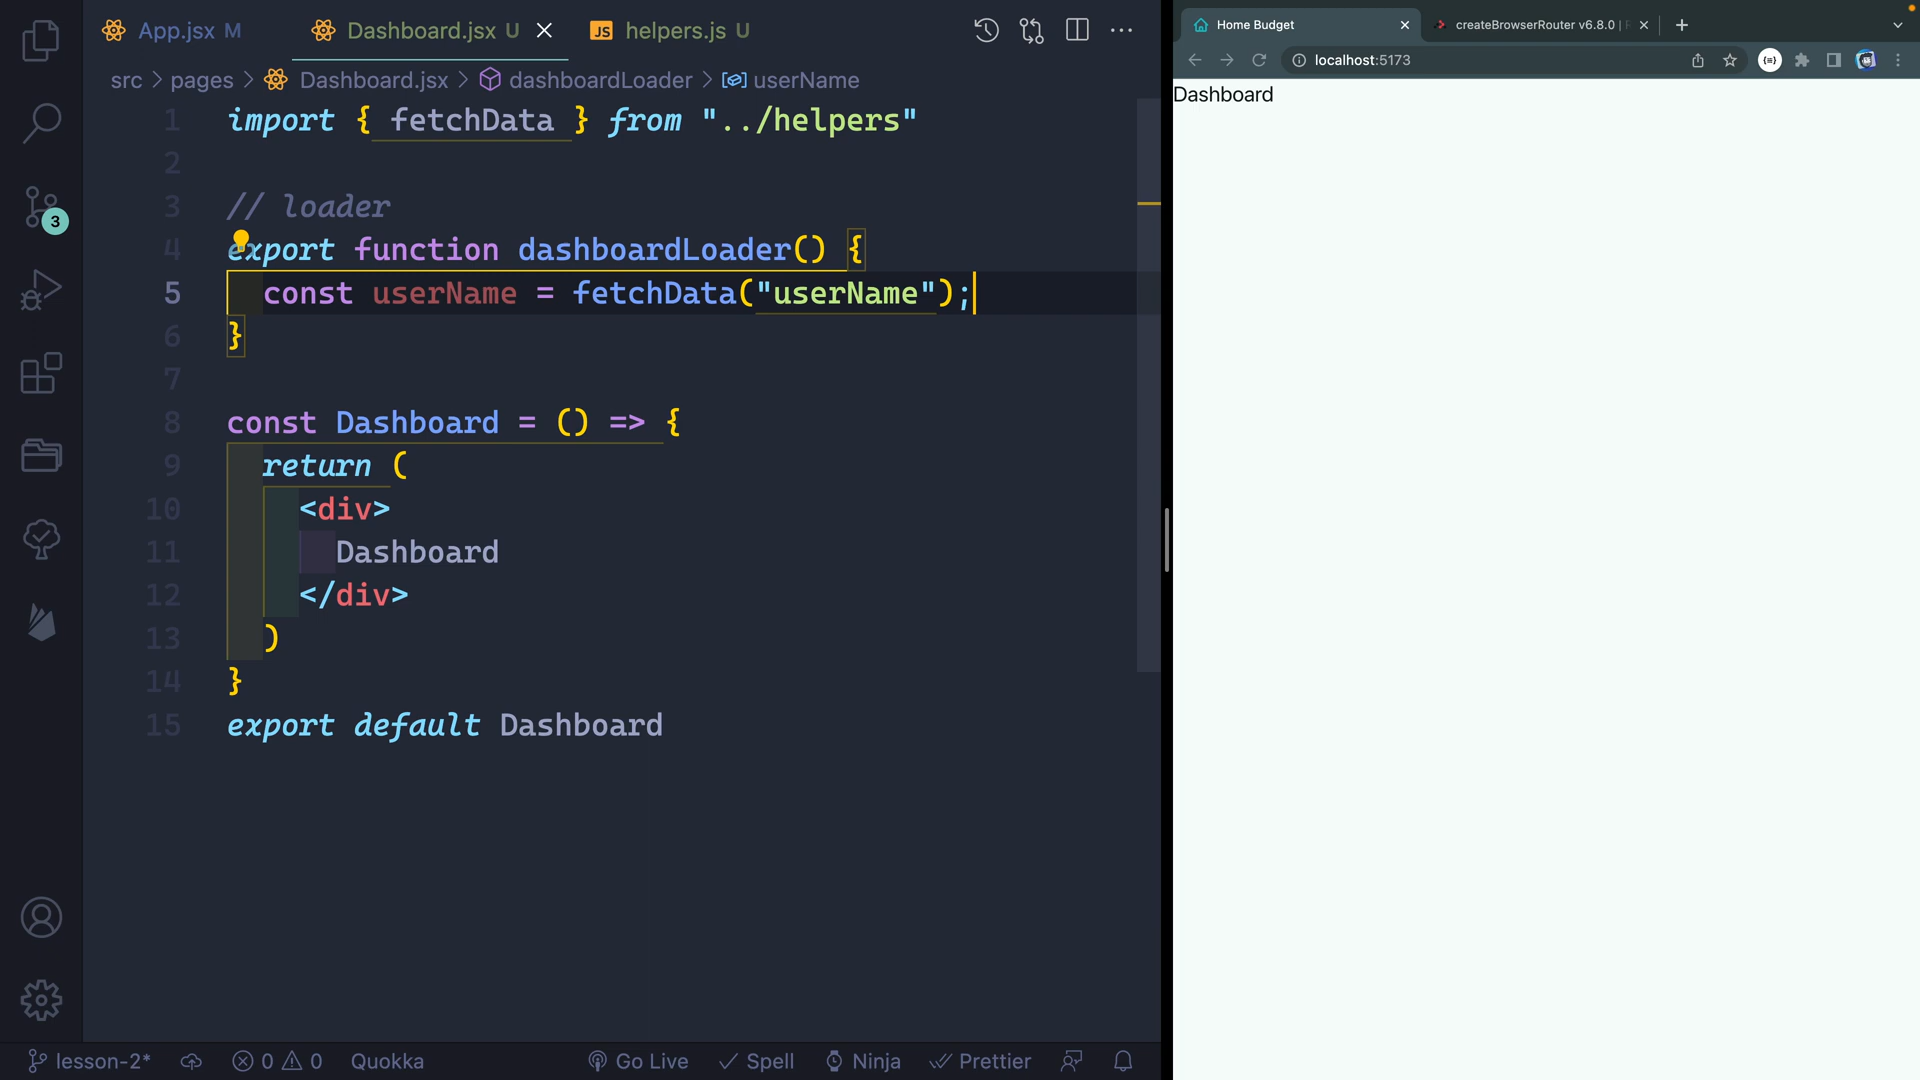 App.jsx M
Dashboard.jsx U
JS helpers.js U
src > pages > Dashboard.jsx > dashboardLoader > userName
1 import { fetchData } from "../helpers"
2
3 // loader
4 export function dashboardLoader() {
5 const userName = fetchData("userName");
6 }
7
8 const Dashboard = () => {
9 return (
10 <div>
11 Dashboard
12 </div>
13 )
14 }
15 export default Dashboard
3
lesson-2* 0 0 Quokka Go Live Spell Ninja Prettier
Home Budget
createBrowserRouter v6.8.0 |
localhost:5173
Dashboard